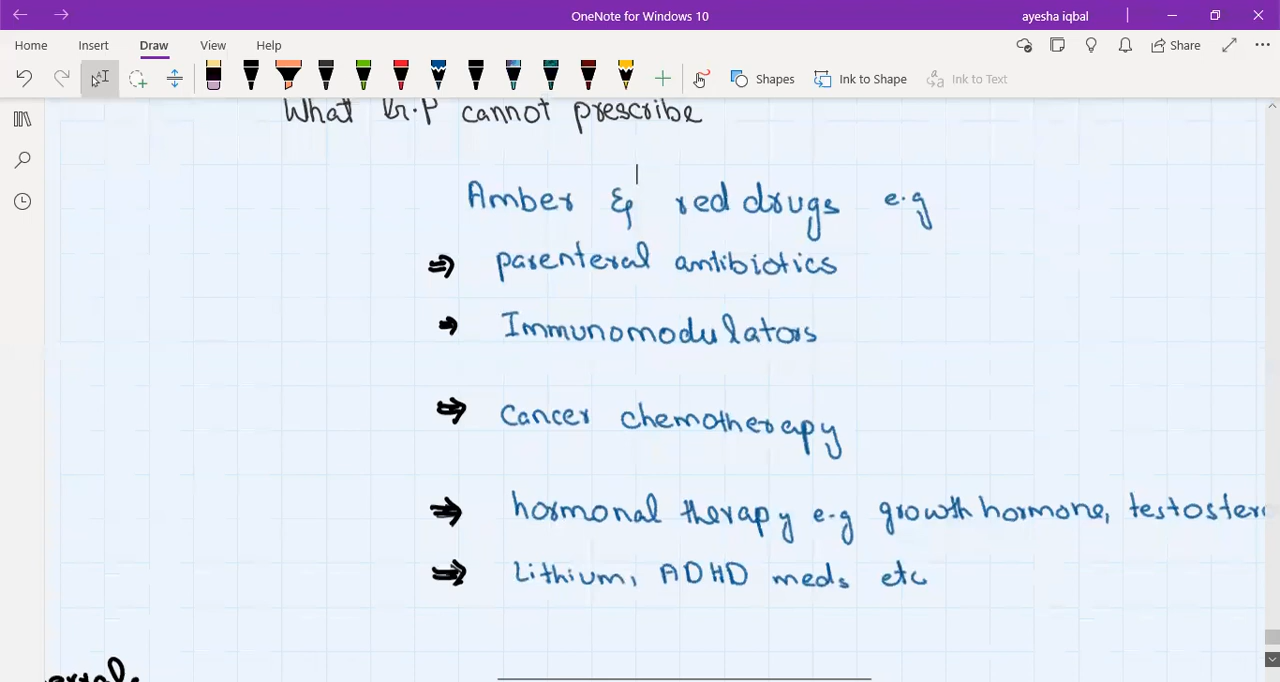 OneNote for Windows 10
ayesha iqbal
Home Insert Draw View Help
Share
Shapes Ink to Shape Ink to Text
What G.P cannot prescribe
Amber & red drugs e.g
⇒ parenteral antibiotics
→ Immunomodulators
⇒ Cancer chemotherapy
⇒ hormonal therapy e.g growth hormone, testostero
⇒ Lithium, ADHD meds etc